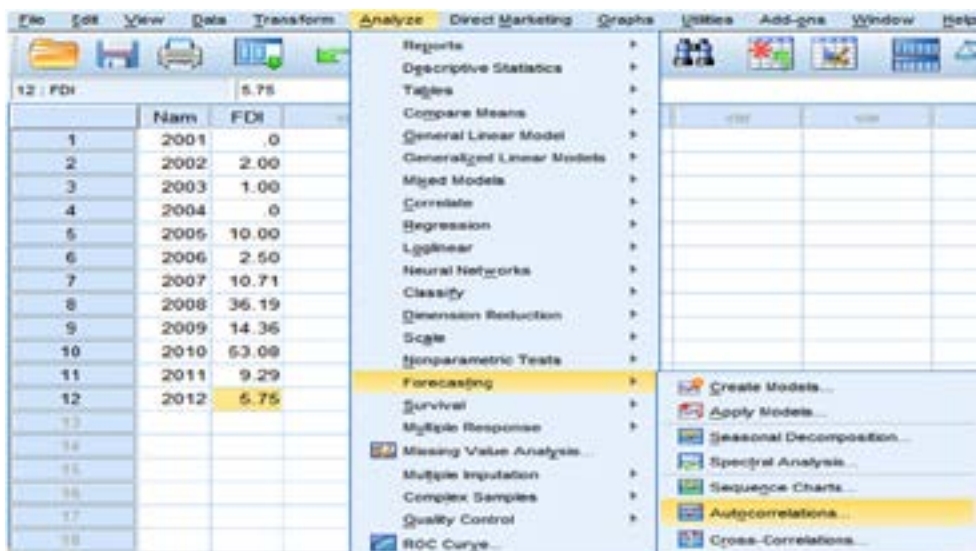 File Edit View Data Transform Analyze Direct Marketing Graphs Utilities Add-ons Window Help
12 : FDI 5.75
Nam FDI var var
1 2001 .0
2 2002 2.00
3 2003 1.00
4 2004 .0
5 2005 10.00
6 2006 2.50
7 2007 10.71
8 2008 36.19
9 2009 14.36
10 2010 53.08
11 2011 9.29
12 2012 5.75
13
14
15
16
17
18
Reports
Descriptive Statistics
Tables
Compare Means
General Linear Model
Generalized Linear Models
Mixed Models
Correlate
Regression
Loglinear
Neural Networks
Classify
Dimension Reduction
Scale
Nonparametric Tests
Forecasting
Survival
Multiple Response
Missing Value Analysis...
Multiple Imputation
Complex Samples
Quality Control
ROC Curve...
Create Models...
Apply Models...
Seasonal Decomposition...
Spectral Analysis...
Sequence Charts...
Autocorrelations...
Cross-Correlations...